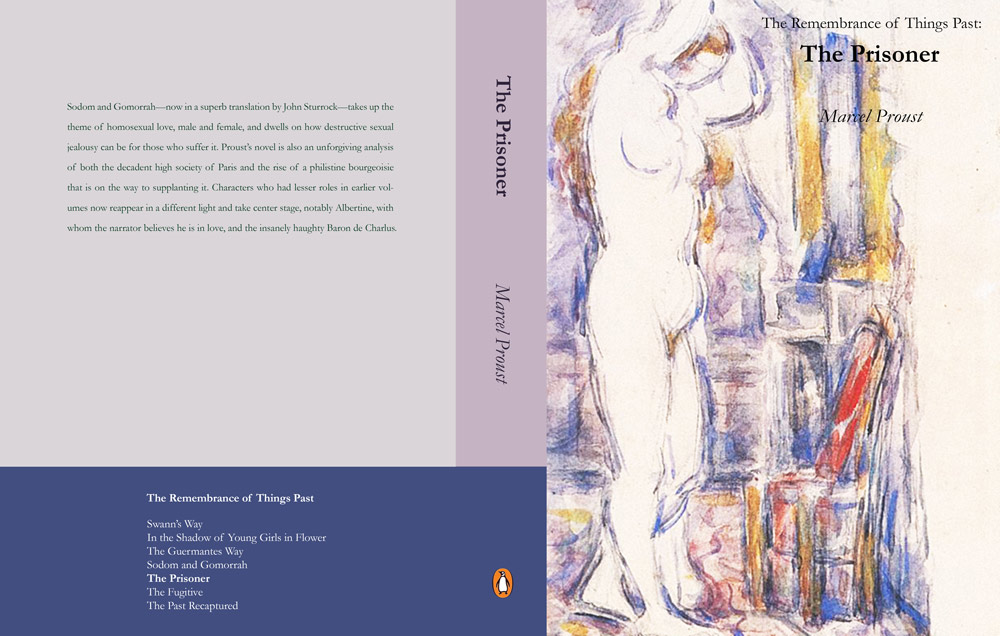 Sodom and Gomorrah—now in a superb translation by John Sturrock—takes up the
theme of homosexual love, male and female, and dwells on how destructive sexual
jealousy can be for those who suffer it. Proust's novel is also an unforgiving analysis
of both the decadent high society of Paris and the rise of a philistine bourgeoisie
that is on the way to supplanting it. Characters who had lesser roles in earlier vol-
umes now reappear in a different light and take center stage, notably Albertine, with
whom the narrator believes he is in love, and the insanely haughty Baron de Charlus.
The Remembrance of Things Past
Swann's Way
In the Shadow of Young Girls in Flower
The Guermantes Way
Sodom and Gomorrah
The Prisoner
The Fugitive
The Past Recaptured
The Prisoner
Marcel Proust
The Remembrance of Things Past:
The Prisoner
Marcel Proust